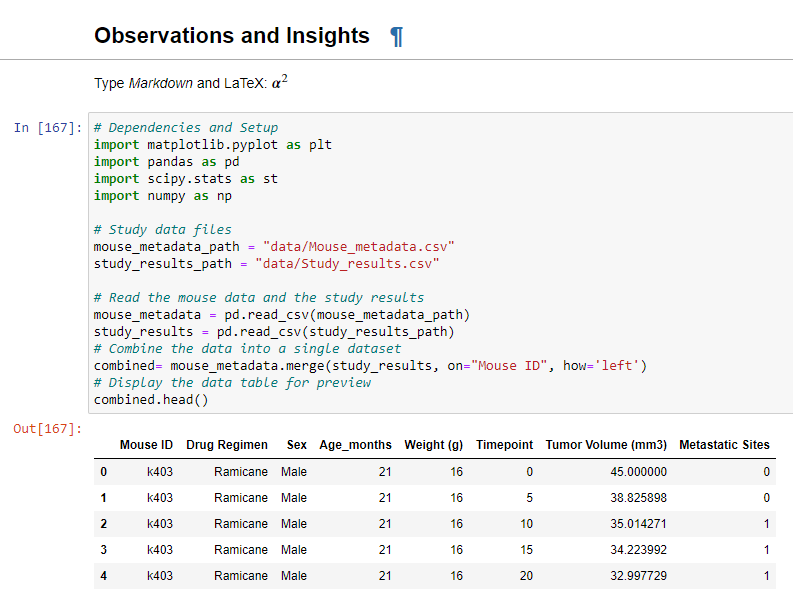 Observations and Insights ¶
Type Markdown and LaTeX: α²
In [167]: # Dependencies and Setup
import matplotlib.pyplot as plt
import pandas as pd
import scipy.stats as st
import numpy as np
# Study data files
mouse_metadata_path = "data/Mouse_metadata.csv"
study_results_path = "data/Study_results.csv"
# Read the mouse data and the study results
mouse_metadata = pd.read_csv(mouse_metadata_path)
study_results = pd.read_csv(study_results_path)
# Combine the data into a single dataset
combined= mouse_metadata.merge(study_results, on="Mouse ID", how='left')
# Display the data table for preview
combined.head()
Out[167]:
Mouse ID Drug Regimen Sex Age_months Weight (g) Timepoint Tumor Volume (mm3) Metastatic Sites
0 k403 Ramicane Male 21 16 0 45.000000 0
1 k403 Ramicane Male 21 16 5 38.825898 0
2 k403 Ramicane Male 21 16 10 35.014271 1
3 k403 Ramicane Male 21 16 15 34.223992 1
4 k403 Ramicane Male 21 16 20 32.997729 1